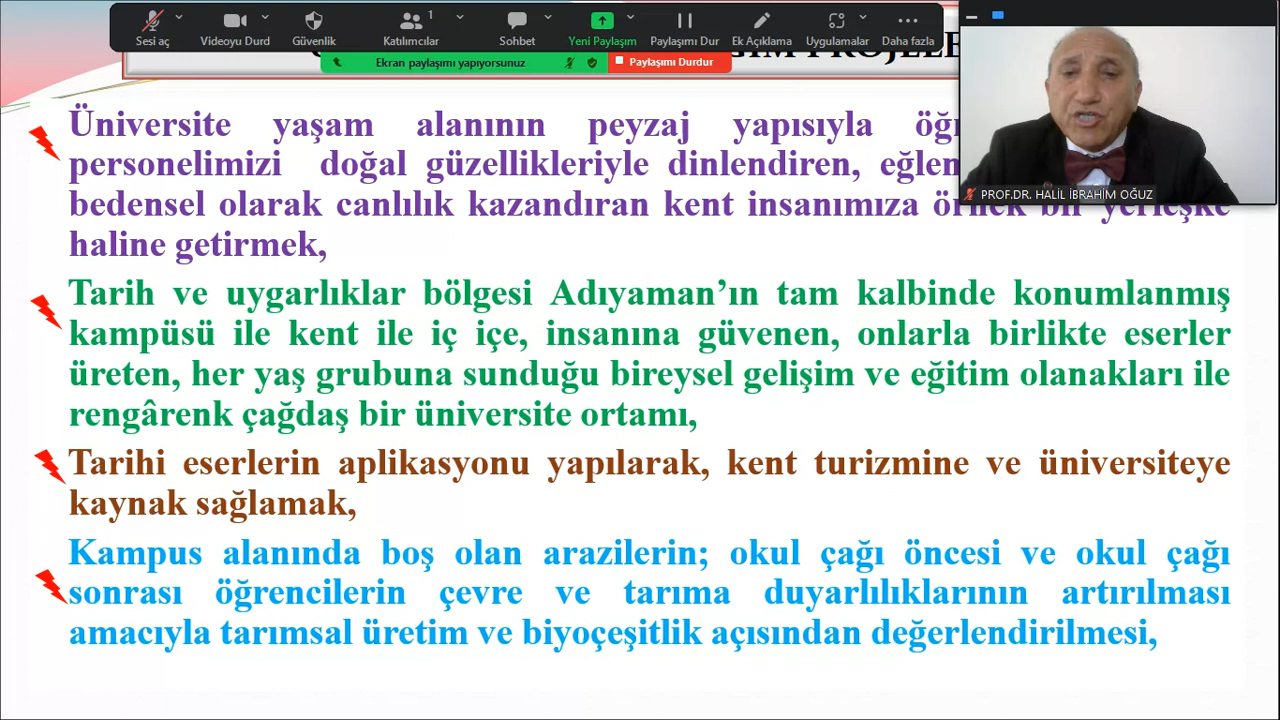 Sesi aç
Videoyu Durd
Güvenlik
Katılımcılar
1
Sohbet
Yeni Paylaşım
Paylaşımı Dur
Ek Açıklama
Uygulamalar
Daha fazla
Ekran paylaşımı yapıyorsunuz
Paylaşımı Durdur
PROF.DR. HALİL İBRAHİM OĞUZ
Üniversite yaşam alanının peyzaj yapısıyla
personelimizi doğal güzellikleriyle dinlendiren,
bedensel olarak canlılık kazandıran kent insanımıza örnek bir yerleşke
haline getirmek,
Tarih ve uygarlıklar bölgesi Adıyaman’ın tam kalbinde konumlanmış
kampüsü ile kent ile iç içe, insanına güvenen, onlarla birlikte eserler
üreten, her yaş grubuna sunduğu bireysel gelişim ve eğitim olanakları ile
rengârenk çağdaş bir üniversite ortamı,
Tarihi eserlerin aplikasyonu yapılarak, kent turizmine ve üniversiteye
kaynak sağlamak,
Kampus alanında boş olan arazilerin; okul çağı öncesi ve okul çağı
sonrası öğrencilerin çevre ve tarıma duyarlılıklarının artırılması
amacıyla tarımsal üretim ve biyoçeşitlik açısından değerlendirilmesi,